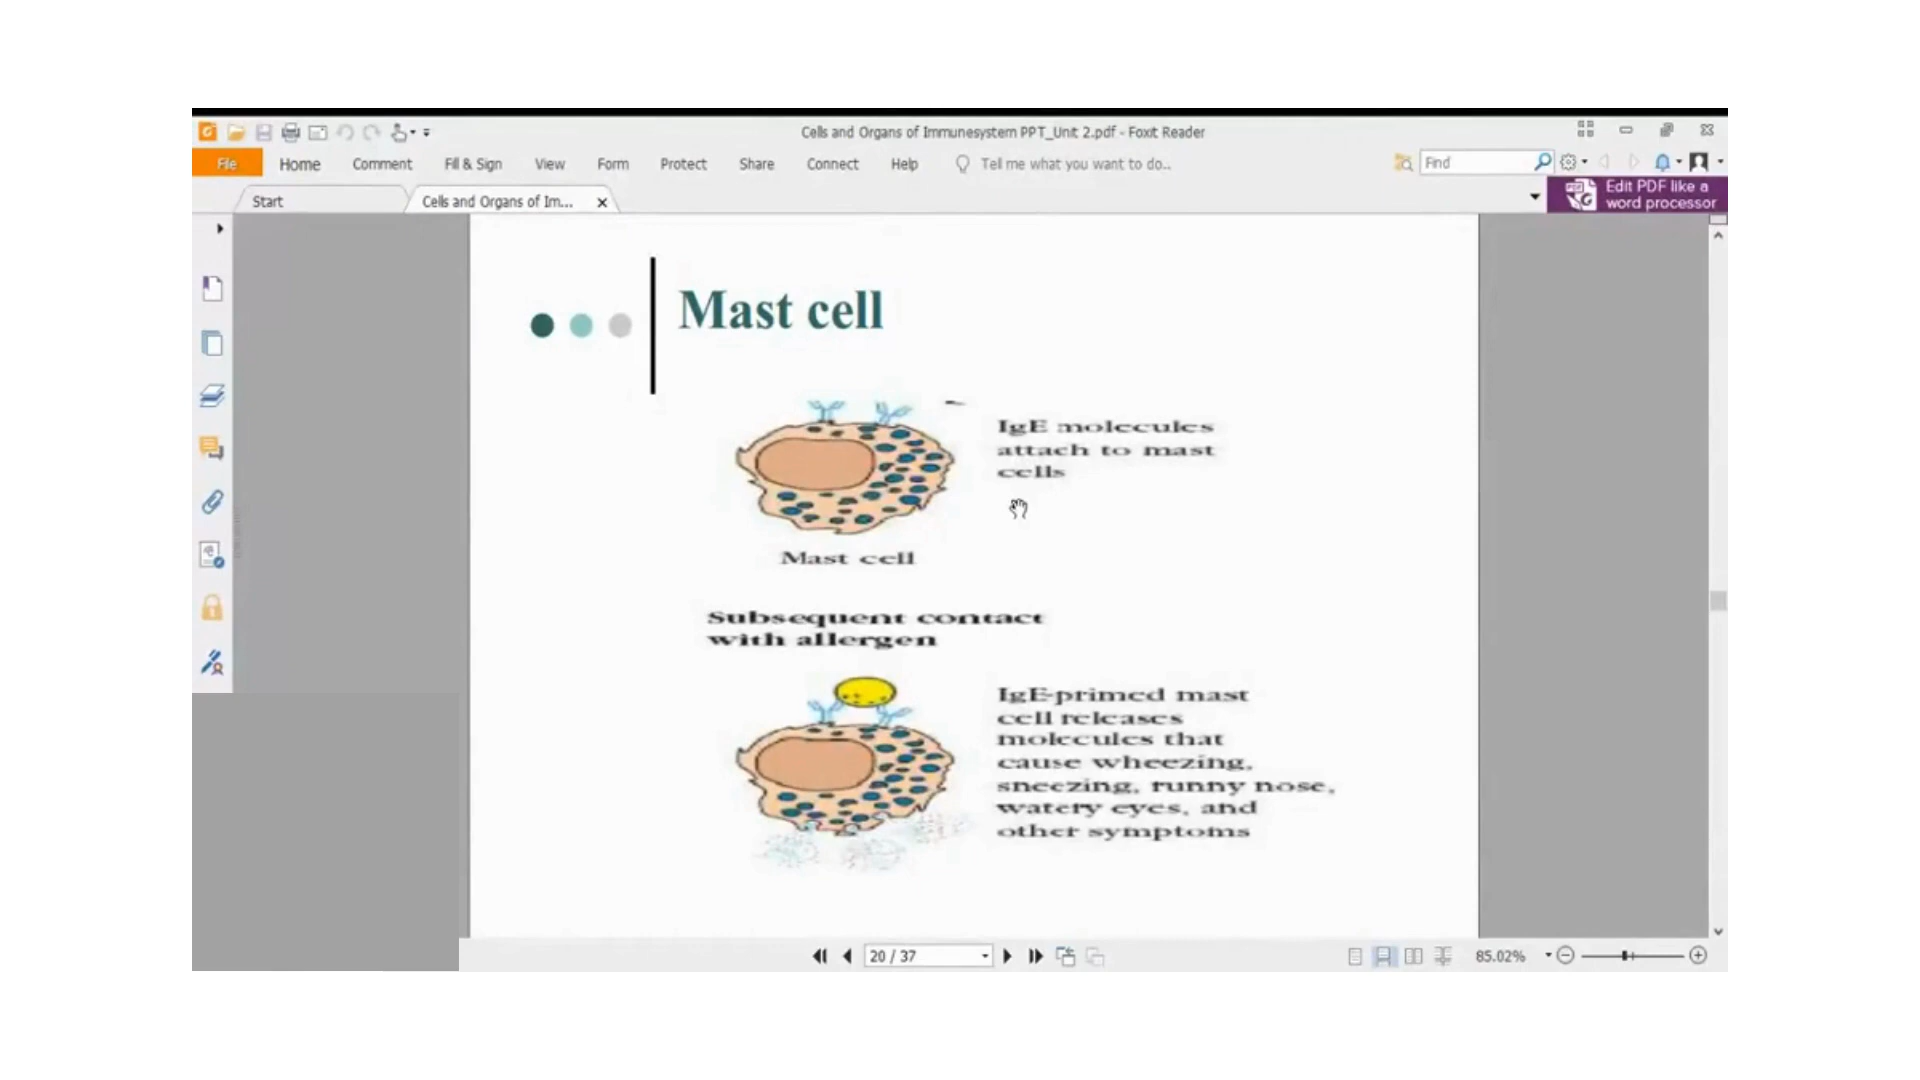 Cells and Organs of Immunesystem PPT_Unit 2.pdf - Foxit Reader
File Home Comment Fill & Sign View Form Protect Share Connect Help Tell me what you want to do.. Find
Start Cells and Organs of Im...
Edit PDF like a
word processor
Mast cell
IgE molecules
attach to mast
cells
Mast cell
Subsequent contact
with allergen
IgE-primed mast
cell releases
molecules that
cause wheezing,
sneezing, runny nose,
watery eyes, and
other symptoms
20 / 37
85.02%